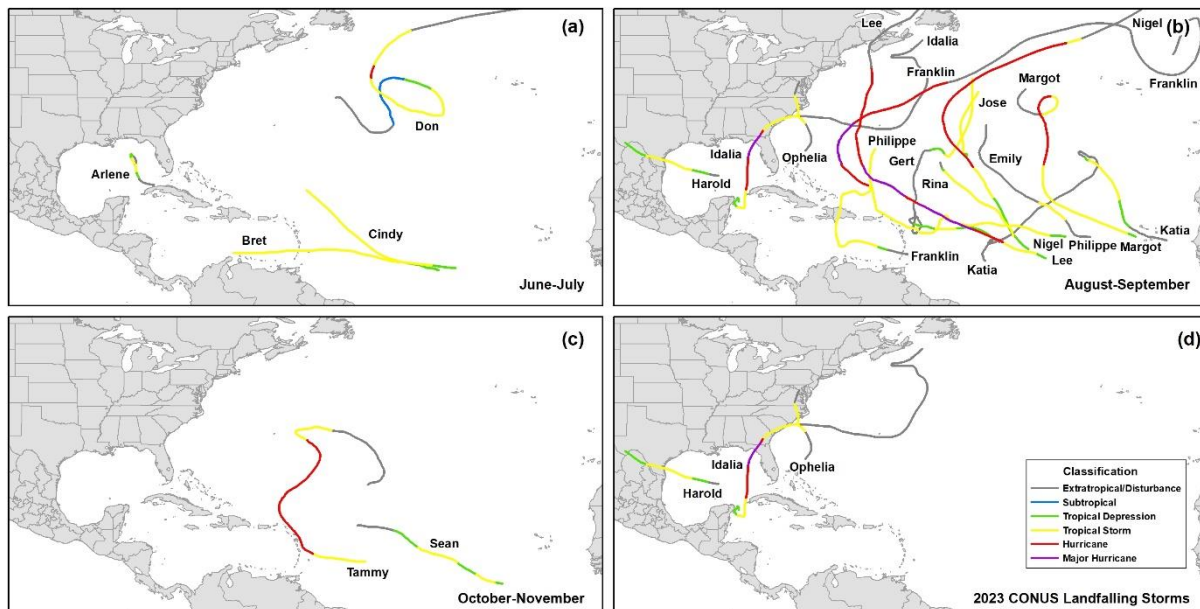 (a)
Don
Arlene
Cindy
Bret
June-July
Lee
Nigel
(b)
Idalia
Franklin
Margot
Franklin
Jose
Philippe
Idalia
Ophelia
Gert
Emily
Harold
Rina
Katia
Nigel
Philippe
Margot
Franklin
Lee
Katia
August-September
(c)
Sean
Tammy
October-November
(d)
Idalia
Ophelia
Harold
Classification
Extratropical/Disturbance
Subtropical
Tropical Depression
Tropical Storm
Hurricane
Major Hurricane
2023 CONUS Landfalling Storms